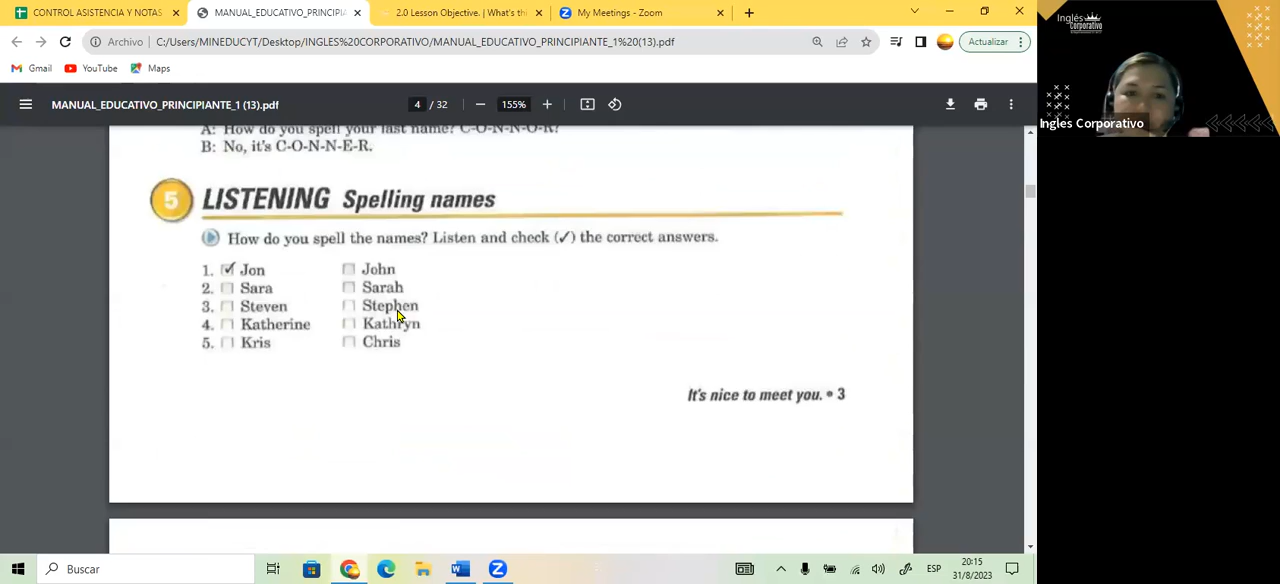 CONTROL ASISTENCIA Y NOTAS
MANUAL_EDUCATIVO_PRINCIPIA
2.0 Lesson Objective. | What's thi
My Meetings - Zoom
Archivo
C:/Users/MINEDUCYT/Desktop/INGLES%20CORPORATIVO/MANUAL_EDUCATIVO_PRINCIPIANTE_1%20(13).pdf
Actualizar
Gmail
YouTube
Maps
MANUAL_EDUCATIVO_PRINCIPIANTE_1 (13).pdf
4 / 32
155%
A: How do you spell your last name? C-O-N-N-O-R?
B: No, it's C-O-N-N-E-R.
5 LISTENING Spelling names
How do you spell the names? Listen and check (✓) the correct answers.
1. ✓ Jon John
2. Sara Sarah
3. Steven Stephen
4. Katherine Kathryn
5. Kris Chris
It's nice to meet you. • 3
Inglés
Corporativo
Ingles Corporativo
Buscar
ESP
20:15
31/8/2023